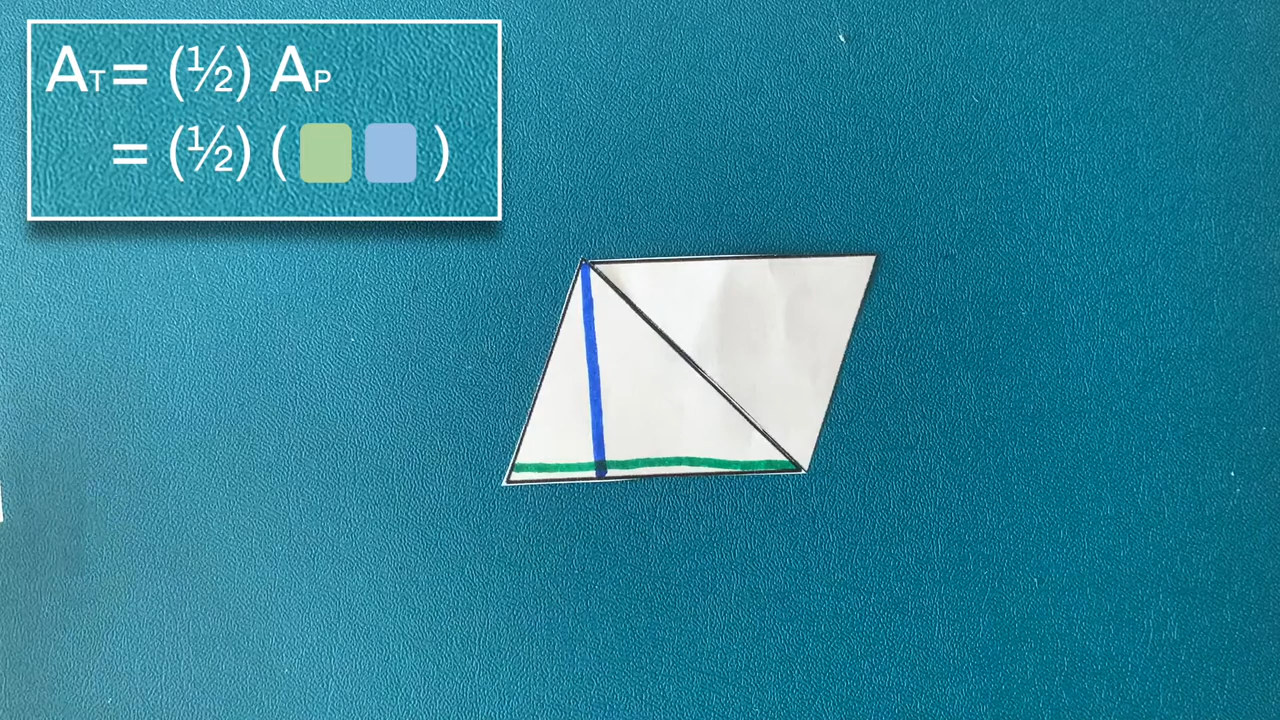 AT = (½) AP
= (½) ( )